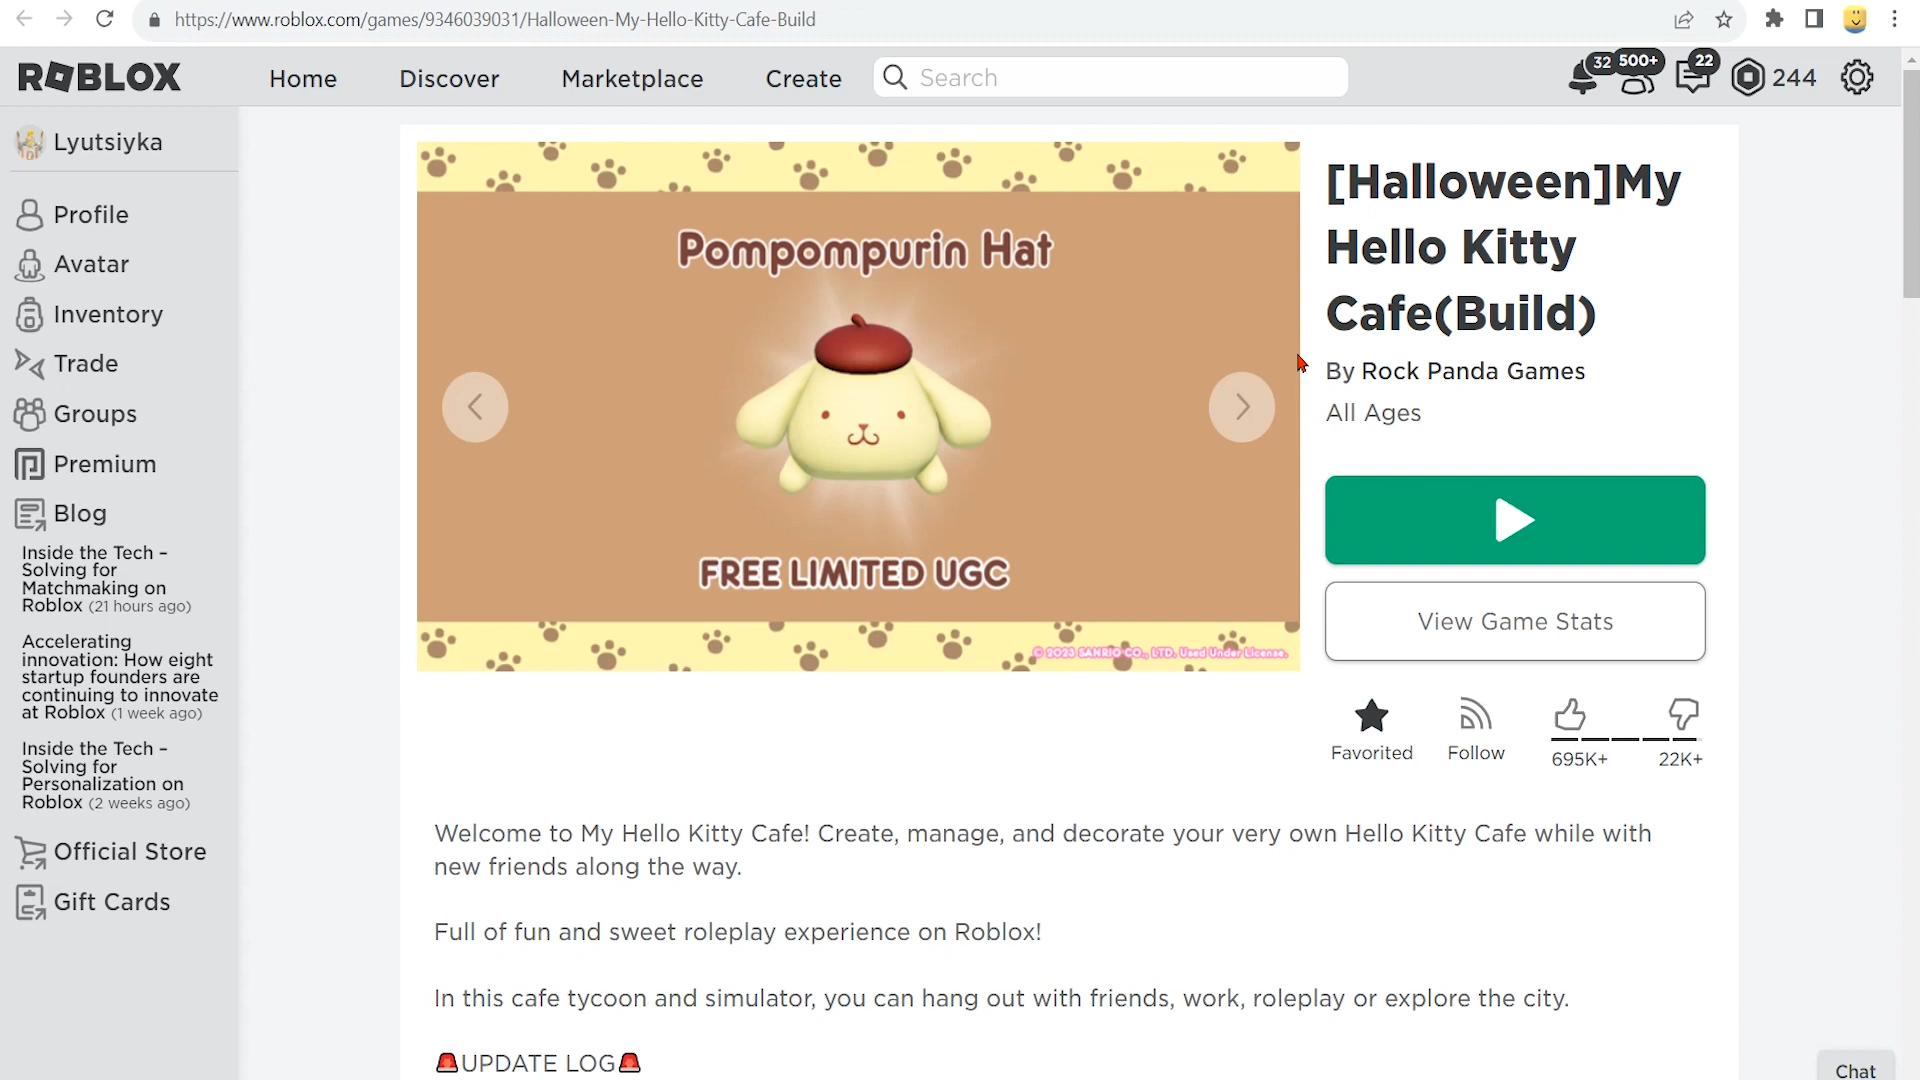 https://www.roblox.com/games/9346039031/Halloween-My-Hello-Kitty-Cafe-Build
ROBLOX
Home
Discover
Marketplace
Create
Search
32
500+
22
244
Lyutsiyka
Profile
Avatar
Inventory
Trade
Groups
Premium
Blog
Inside the Tech –
Solving for
Matchmaking on
Roblox (21 hours ago)
Accelerating
innovation: How eight
startup founders are
continuing to innovate
at Roblox (1 week ago)
Inside the Tech –
Solving for
Personalization on
Roblox (2 weeks ago)
Official Store
Gift Cards
Pompompurin Hat
FREE LIMITED UGC
© 2023 SANRIO CO., LTD. Used Under License.
[Halloween]My
Hello Kitty
Cafe(Build)
By Rock Panda Games
All Ages
View Game Stats
Favorited
Follow
695K+
22K+
Welcome to My Hello Kitty Cafe! Create, manage, and decorate your very own Hello Kitty Cafe while with
new friends along the way.
Full of fun and sweet roleplay experience on Roblox!
In this cafe tycoon and simulator, you can hang out with friends, work, roleplay or explore the city.
🚨UPDATE LOG🚨
Chat